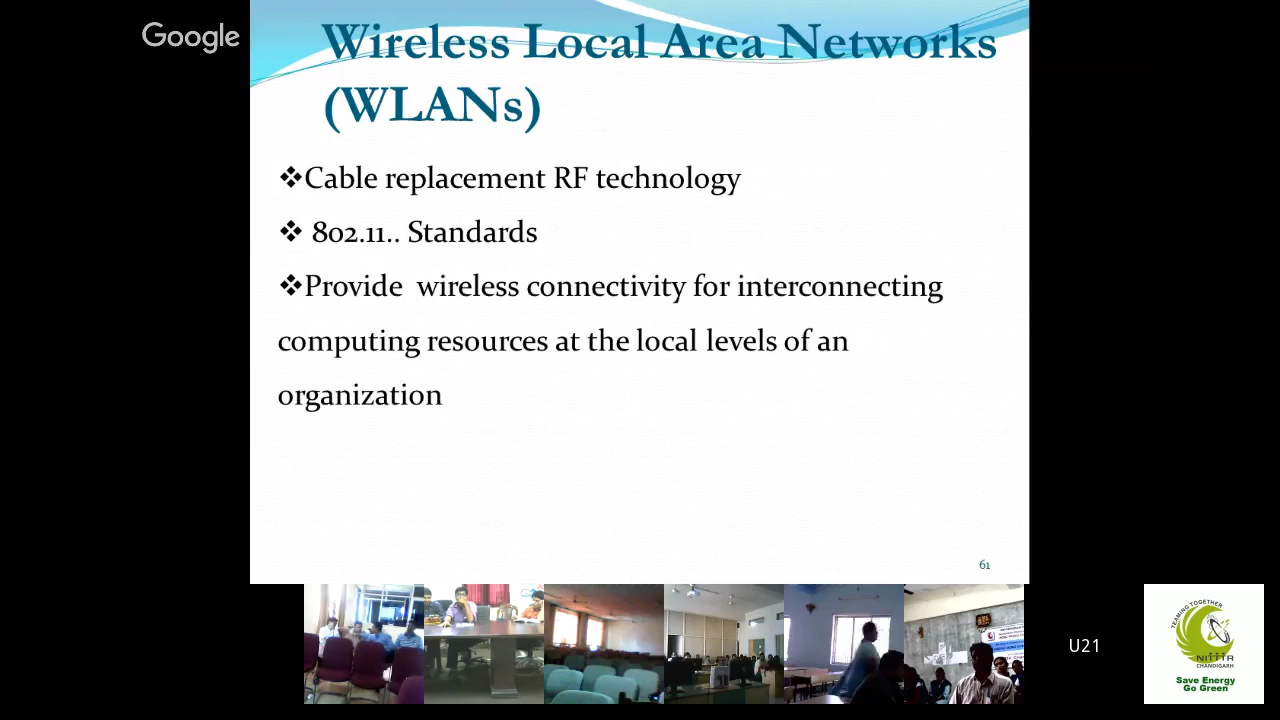 Google
Wireless Local Area Networks
(WLANs)
❖Cable replacement RF technology
❖ 802.11.. Standards
❖Provide wireless connectivity for interconnecting
computing resources at the local levels of an
organization
61
U21
TEAMING TOGETHER
NITTTR
CHANDIGARH
Save Energy
Go Green